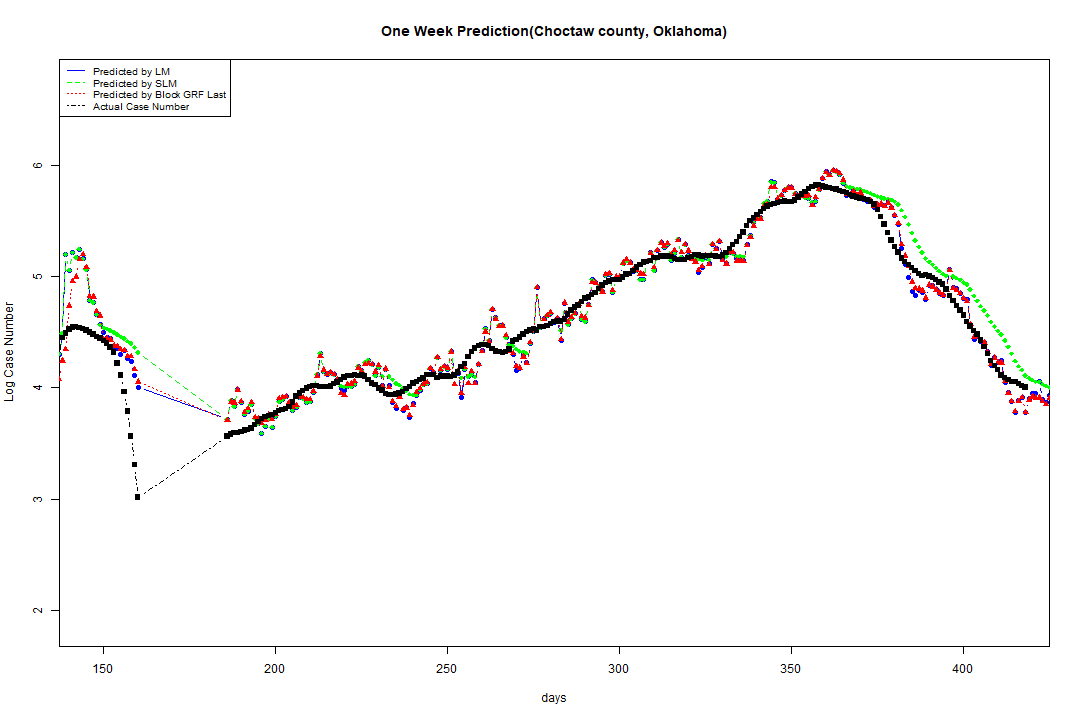 One Week Prediction(Choctaw county, Oklahoma)
Predicted by LM
Predicted by SLM
Predicted by Block GRF Last
Actual Case Number
Log Case Number
6
5
4
3
2
150 200 250 300 350 400
days